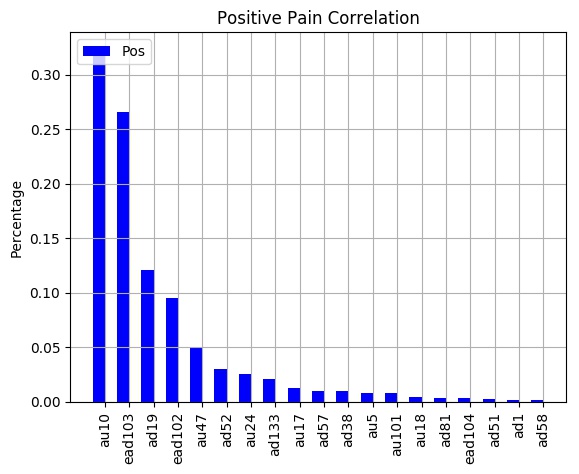 Positive Pain Correlation
Pos
Percentage
0.30
0.25
0.20
0.15
0.10
0.05
0.00
au10
ead103
ad19
ead102
au47
ad52
au24
ad133
au17
ad57
ad38
au5
au101
au18
ad81
ead104
ad51
ad1
ad58